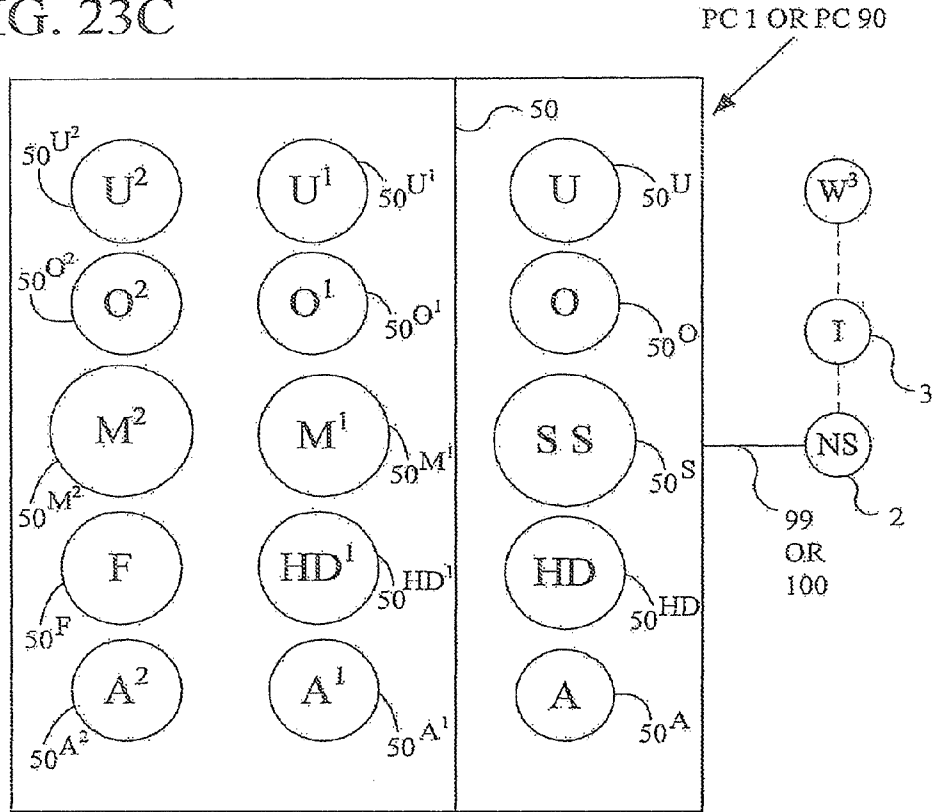 IG. 23C
PC 1 OR PC 90
50
50U²
U²
U¹
50U¹
U
50U
W³
50O²
O²
O¹
50O¹
O
50O
I
3
M²
50M²
M¹
50M¹
S S
50S
NS
2
99
OR
100
F
50F
HD¹
50HD¹
HD
50HD
A²
50A²
A¹
50A¹
A
50A